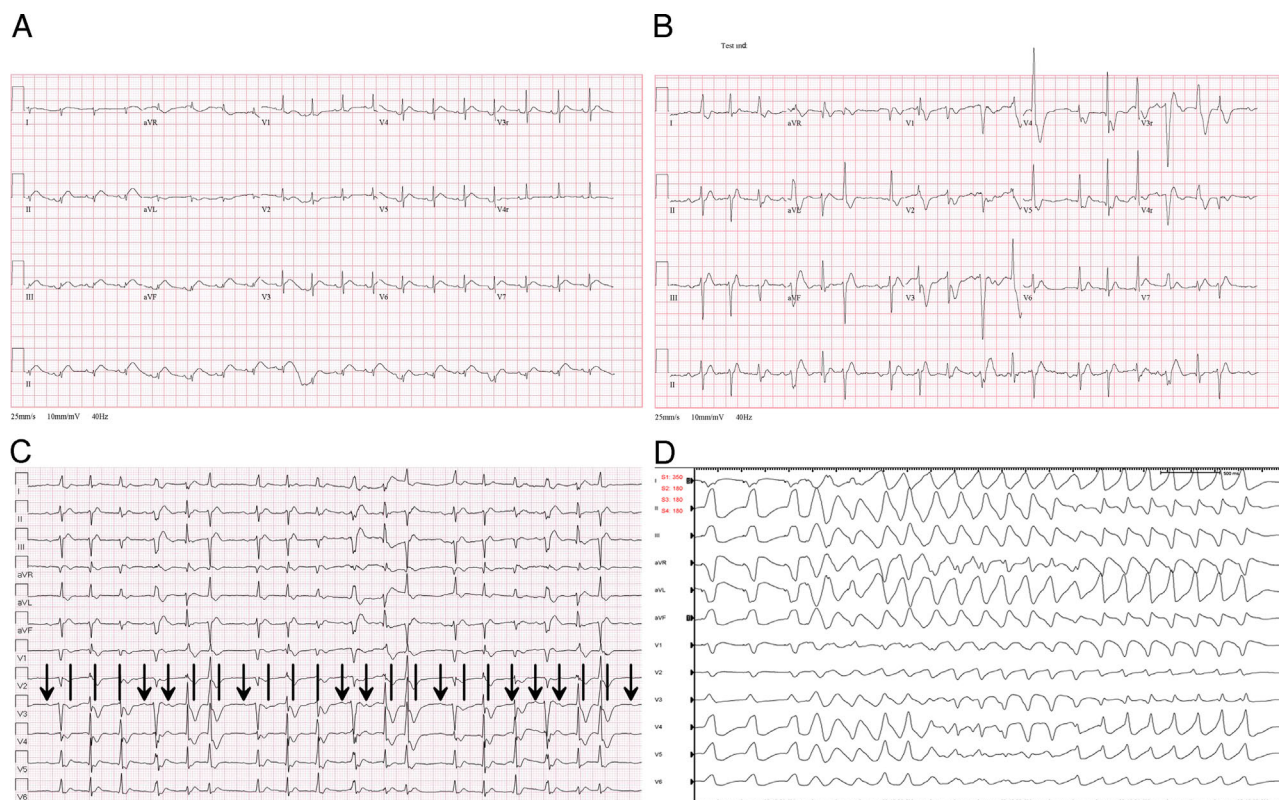 A
I aVR V1 V4 V3r
II aVL V2 V5 V4r
III aVF V3 V6 V7
II
25mm/s 10mm/mV 40Hz
B
I aVR V1 V4 V3r
II aVL V2 V5 V4r
III aVF V3 V6 V7
II
25mm/s 10mm/mV 40Hz
C
I
II
III
aVR
aVL
aVF
V1
V2
V3
V4
V5
V6
D
500 ms
S1: 350
S2: 180
S3: 180
S4: 180
I
II
III
aVR
aVL
aVF
V1
V2
V3
V4
V5
V6